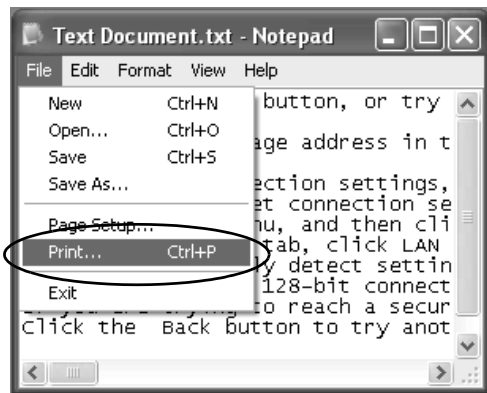 Text Document.txt - Notepad
File Edit Format View Help
New Ctrl+N
Open... Ctrl+O
Save Ctrl+S
Save As...
Page Setup...
Print... Ctrl+P
Exit
button, or try
age address in t
ection settings,
et connection se
nu, and then cli
tab, click LAN
ly detect settin
128-bit connect
to reach a secur
Click the Back button to try anot